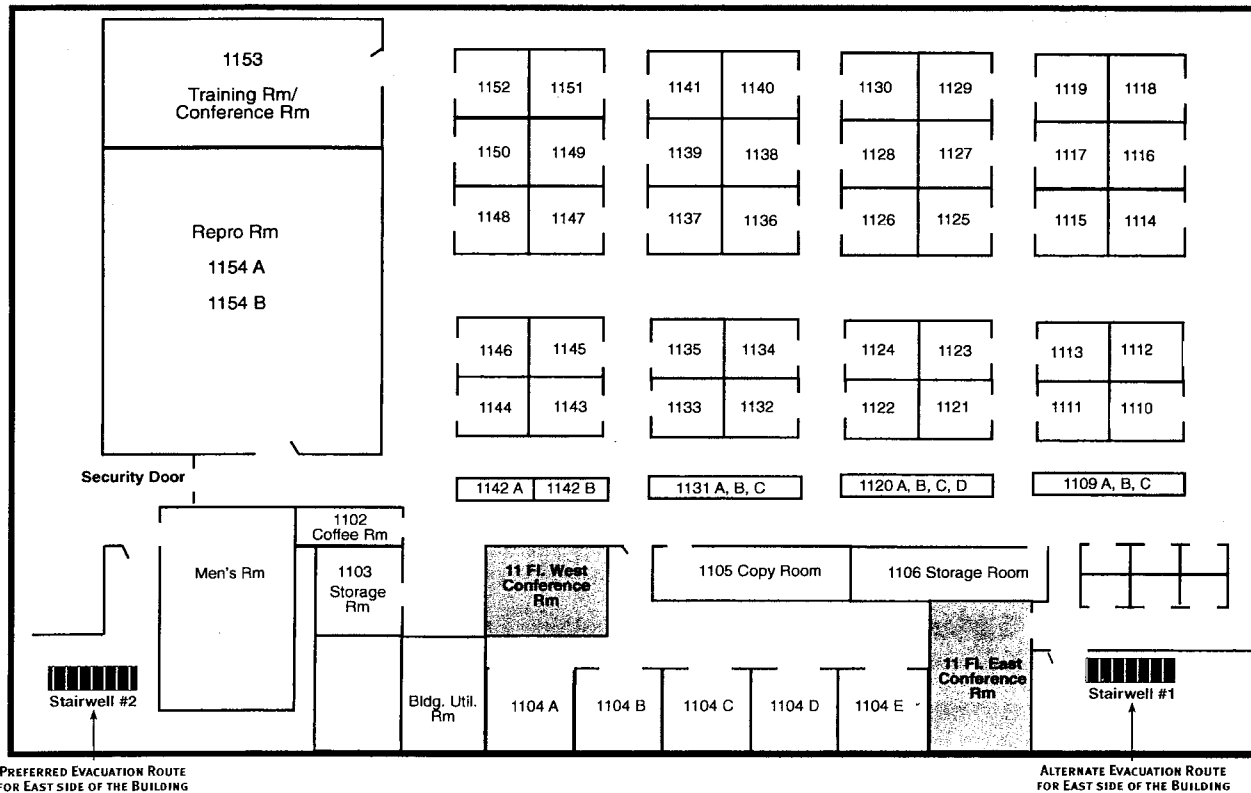 1153
Training Rm/
Conference Rm
1152 1151
1141 1140
1130 1129
1119 1118
1150 1149
1139 1138
1128 1127
1117 1116
1148 1147
1137 1136
1126 1125
1115 1114
Repro Rm
1154 A
1154 B
1146 1145
1135 1134
1124 1123
1113 1112
1144 1143
1133 1132
1122 1121
1111 1110
Security Door
1142 A 1142 B
1131 A, B, C
1120 A, B, C, D
1109 A, B, C
1102
Coffee Rm
Men's Rm
1103
Storage
Rm
11 Fl. West
Conference
Rm
1105 Copy Room
1106 Storage Room
11 Fl. East
Conference
Rm
Stairwell #2
Bldg. Util.
Rm
1104 A
1104 B
1104 C
1104 D
1104 E
Stairwell #1
PREFERRED EVACUATION ROUTE
FOR EAST SIDE OF THE BUILDING
ALTERNATE EVACUATION ROUTE
FOR EAST SIDE OF THE BUILDING